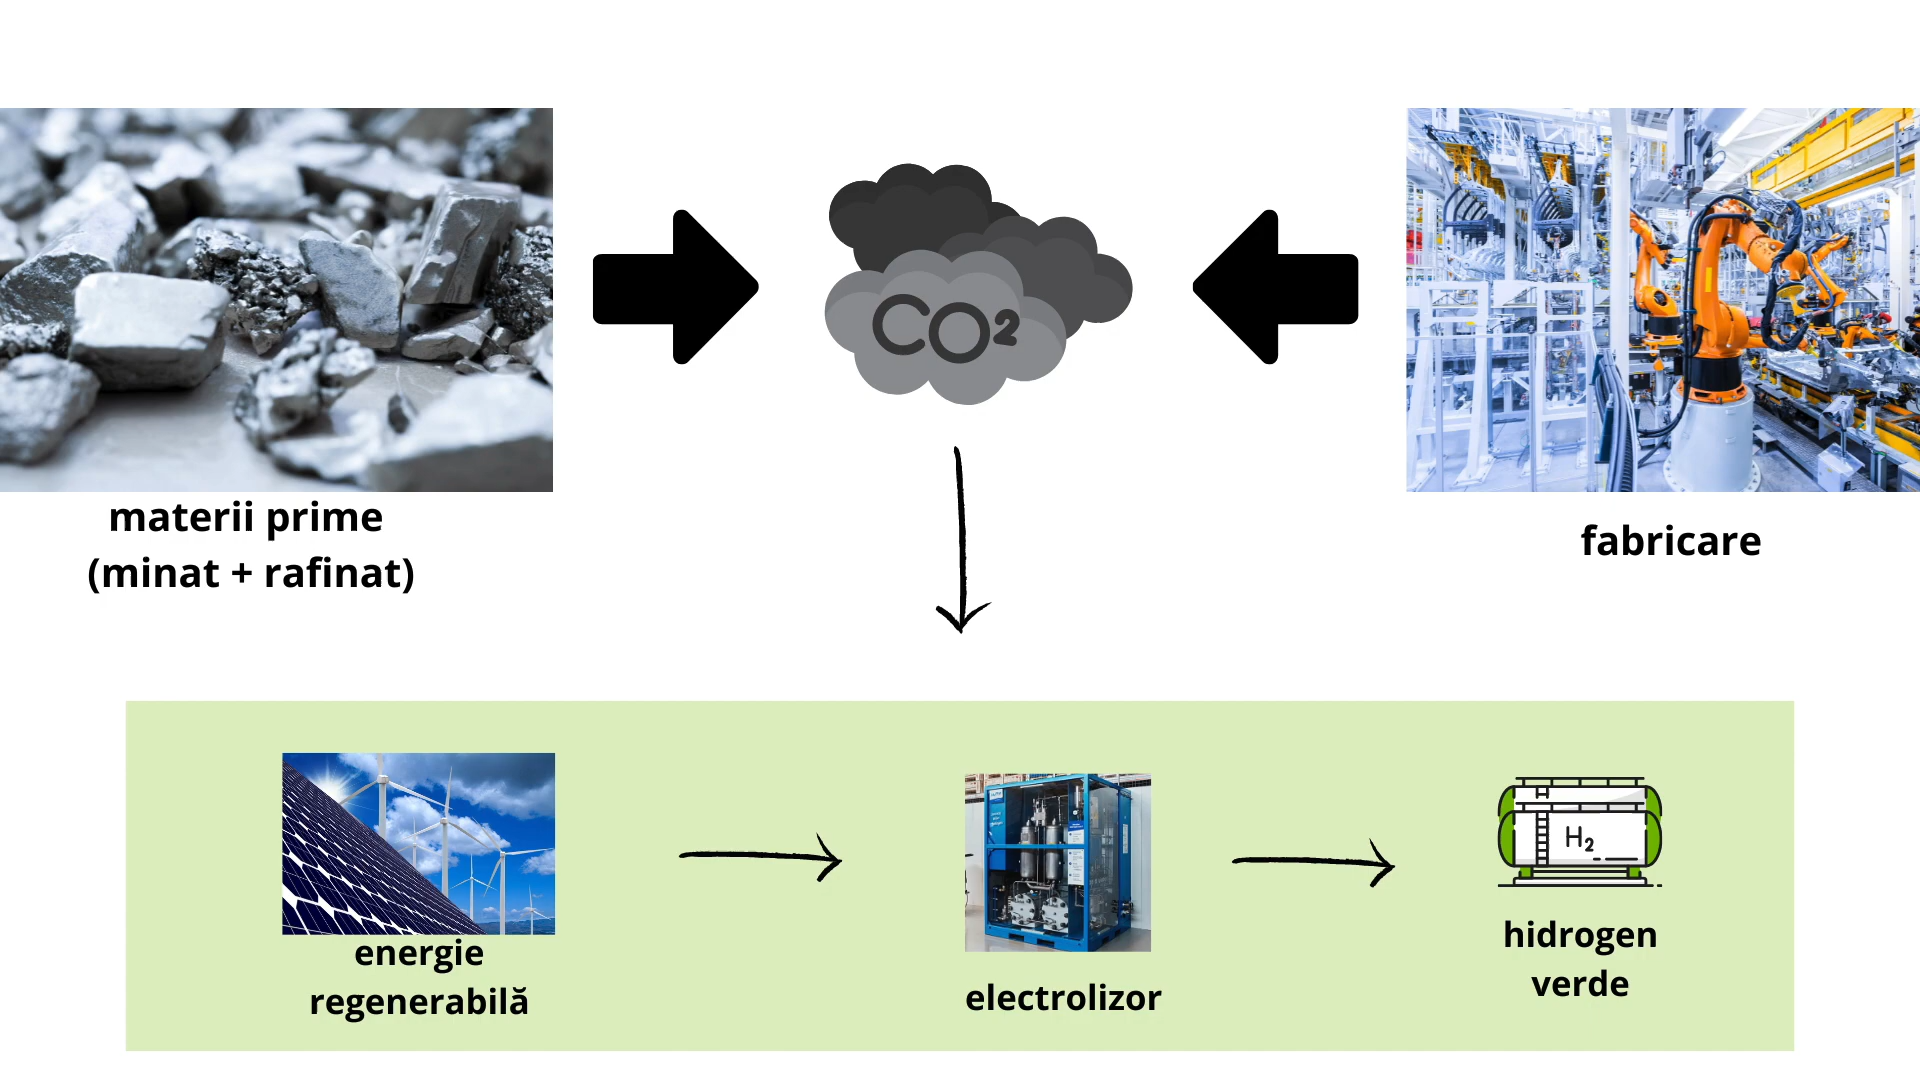 CO2
materii prime
(minat + rafinat)
fabricare
H2
energie
regenerabilă
electrolizor
hidrogen
verde